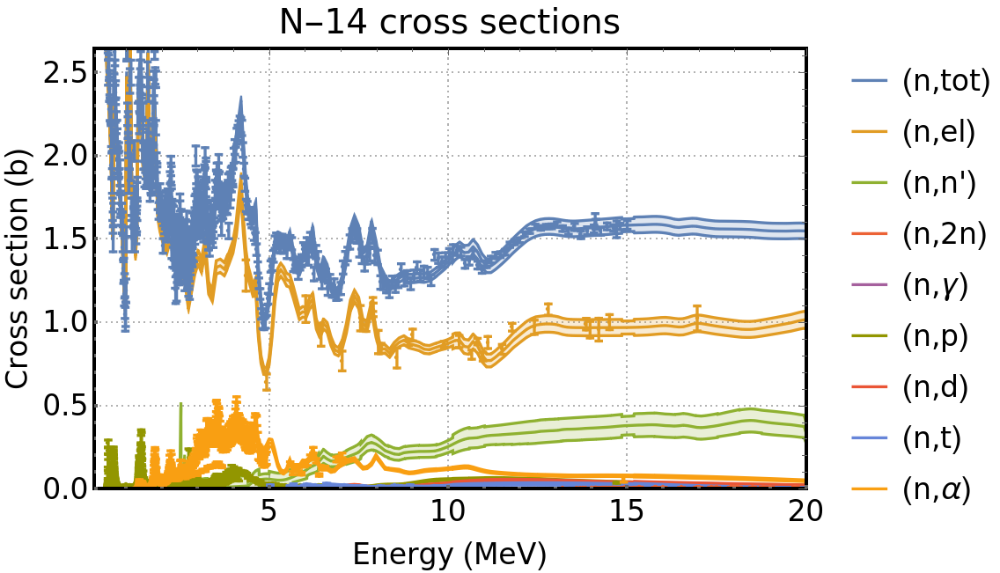 N–14 cross sections
Cross section (b)
2.5
2.0
1.5
1.0
0.5
0.0
5
10
15
20
Energy (MeV)
(n,tot)
(n,el)
(n,n')
(n,2n)
(n,γ)
(n,p)
(n,d)
(n,t)
(n,α)